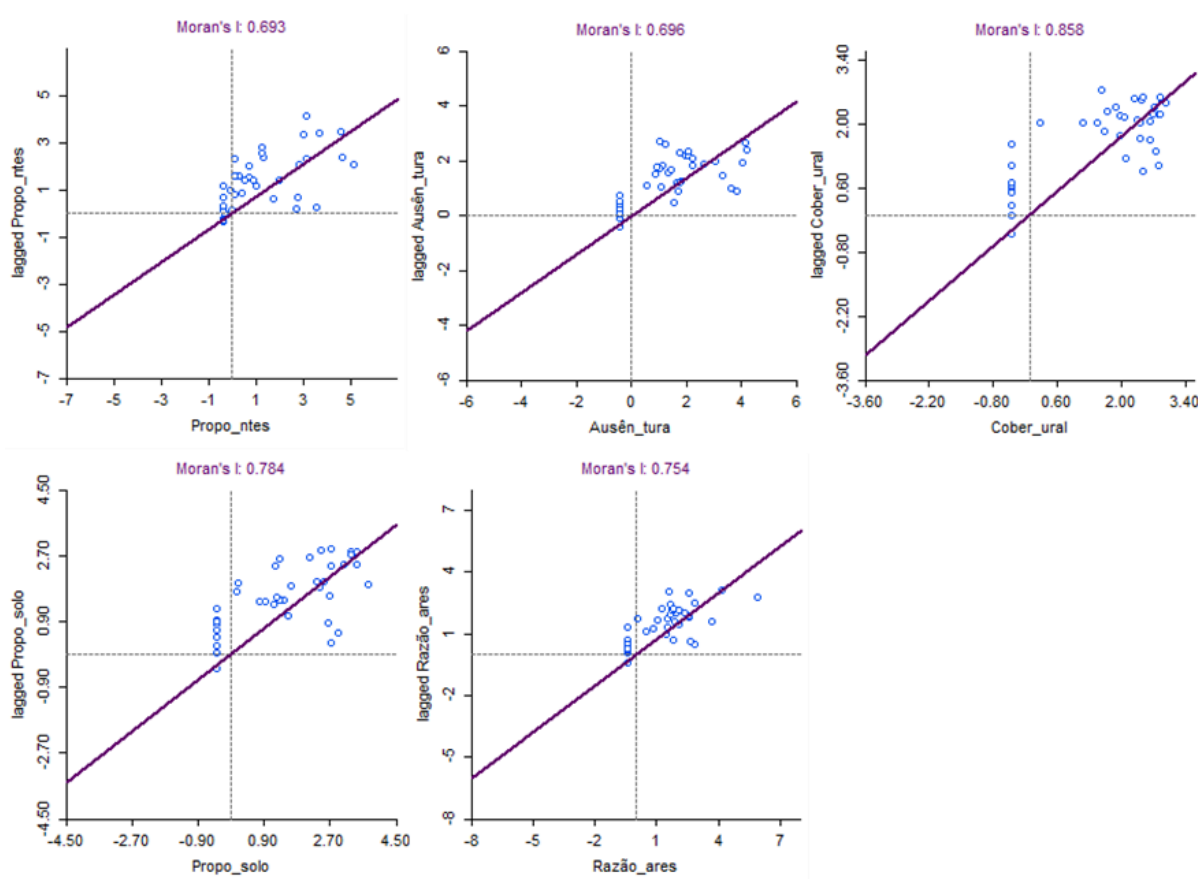 Moran's I: 0.693
lagged Propo_ntes
5
3
1
-1
-3
-5
-7
-7 -5 -3 -1 1 3 5
Propo_ntes
Moran's I: 0.696
lagged Ausên_tura
6
4
2
0
-2
-4
-6
-6 -4 -2 0 2 4 6
Ausên_tura
Moran's I: 0.858
lagged Cober_ural
3.40
2.00
0.60
-0.80
-2.20
-3.60
-3.60 -2.20 -0.80 0.60 2.00 3.40
Cober_ural
Moran's I: 0.784
lagged Propo_solo
4.50
2.70
0.90
-0.90
-2.70
-4.50
-4.50 -2.70 -0.90 0.90 2.70 4.50
Propo_solo
Moran's I: 0.754
lagged Razão_ares
7
4
1
-2
-5
-8
-8 -5 -2 1 4 7
Razão_ares